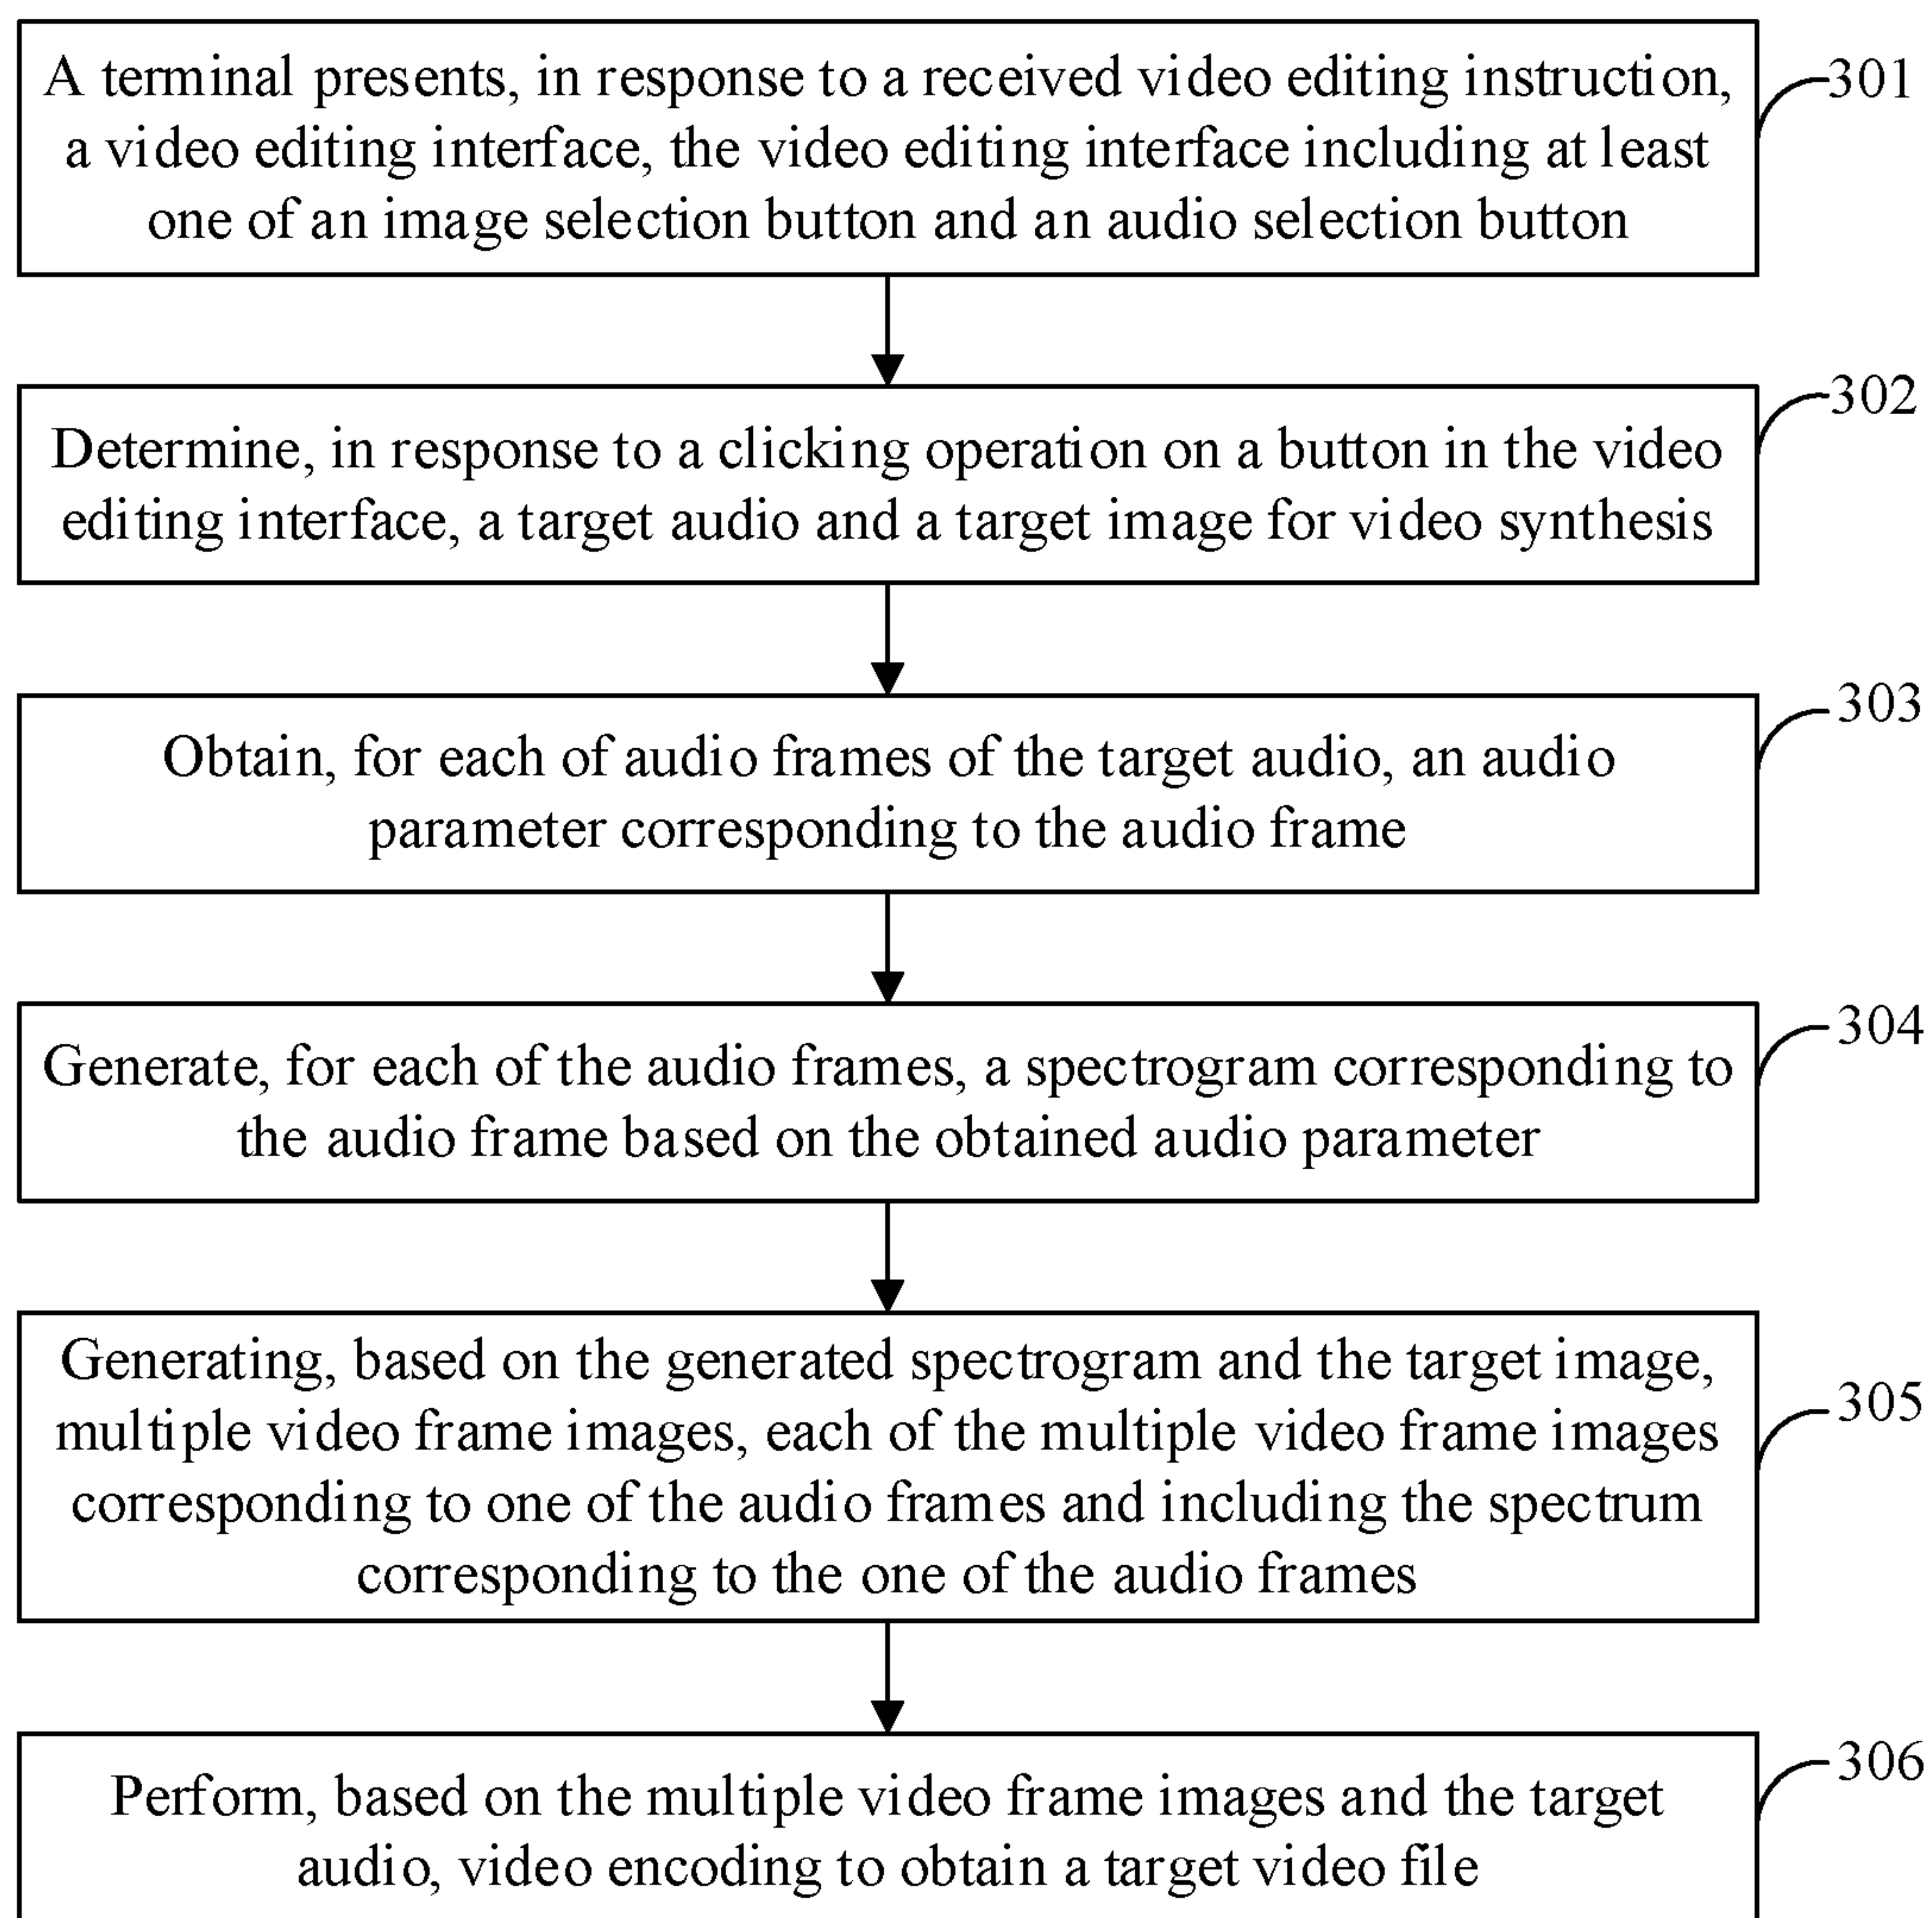 A terminal presents, in response to a received video editing instruction,
a video editing interface, the video editing interface including at least
one of an image selection button and an audio selection button
301
Determine, in response to a clicking operation on a button in the video
editing interface, a target audio and a target image for video synthesis
302
Obtain, for each of audio frames of the target audio, an audio
parameter corresponding to the audio frame
303
Generate, for each of the audio frames, a spectrogram corresponding to
the audio frame based on the obtained audio parameter
304
Generating, based on the generated spectrogram and the target image,
multiple video frame images, each of the multiple video frame images
corresponding to one of the audio frames and including the spectrum
corresponding to the one of the audio frames
305
Perform, based on the multiple video frame images and the target
audio, video encoding to obtain a target video file
306